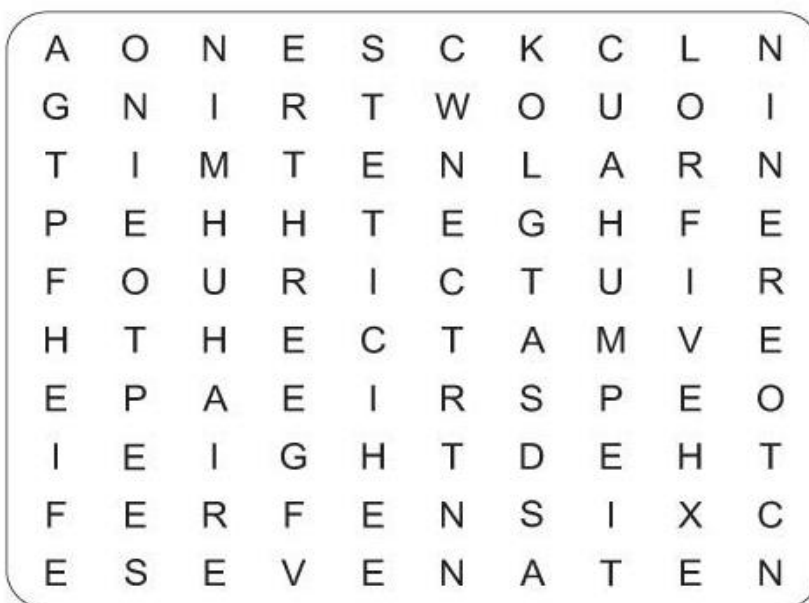 A O N E S C K C L N
G N I R T W O U O I
T I M T E N L A R N
P E H H T E G H F E
F O U R I C T U I R
H T H E C T A M V E
E P A E I R S P E O
I E I G H T D E H T
F E R F E N S I X C
E S E V E N A T E N